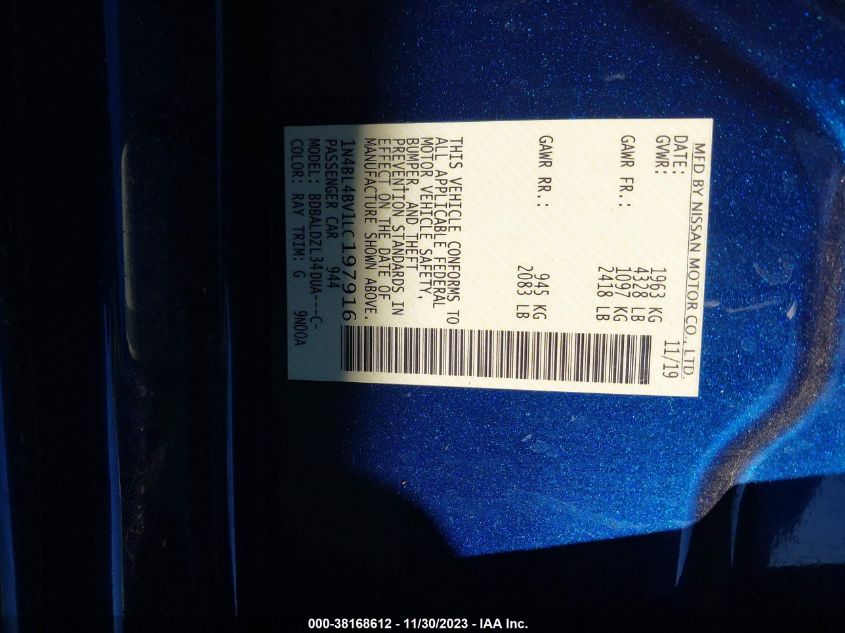 MFD BY NISSAN MOTOR CO., LTD.
DATE: 11/19
GVWR: 1963 KG
4328 LB
GAWR FR.: 1097 KG
2418 LB
GAWR RR.: 945 KG
2083 LB
THIS VEHICLE CONFORMS TO
ALL APPLICABLE FEDERAL
MOTOR VEHICLE SAFETY,
BUMPER, AND THEFT
PREVENTION STANDARDS IN
EFFECT ON THE DATE OF
MANUFACTURE SHOWN ABOVE.
1N4BL4BV1LC197916
PASSENGER CAR 944
MODEL: BDBALDZL34DUA---C-
COLOR: RAY TRIM: G 9N00A
000-38168612 - 11/30/2023 - IAA Inc.